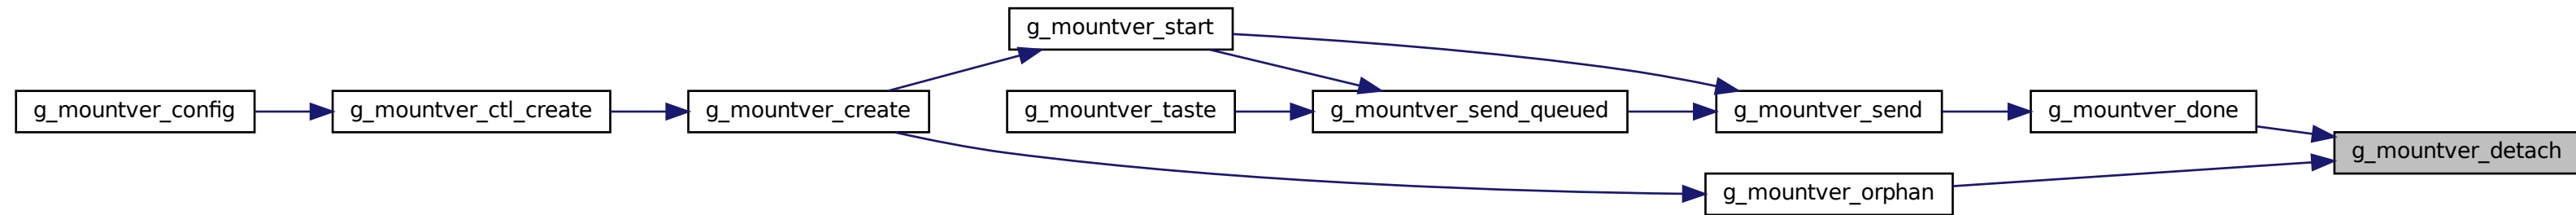 g_mountver_start
g_mountver_config
g_mountver_ctl_create
g_mountver_create
g_mountver_taste
g_mountver_send_queued
g_mountver_send
g_mountver_done
g_mountver_detach
g_mountver_orphan